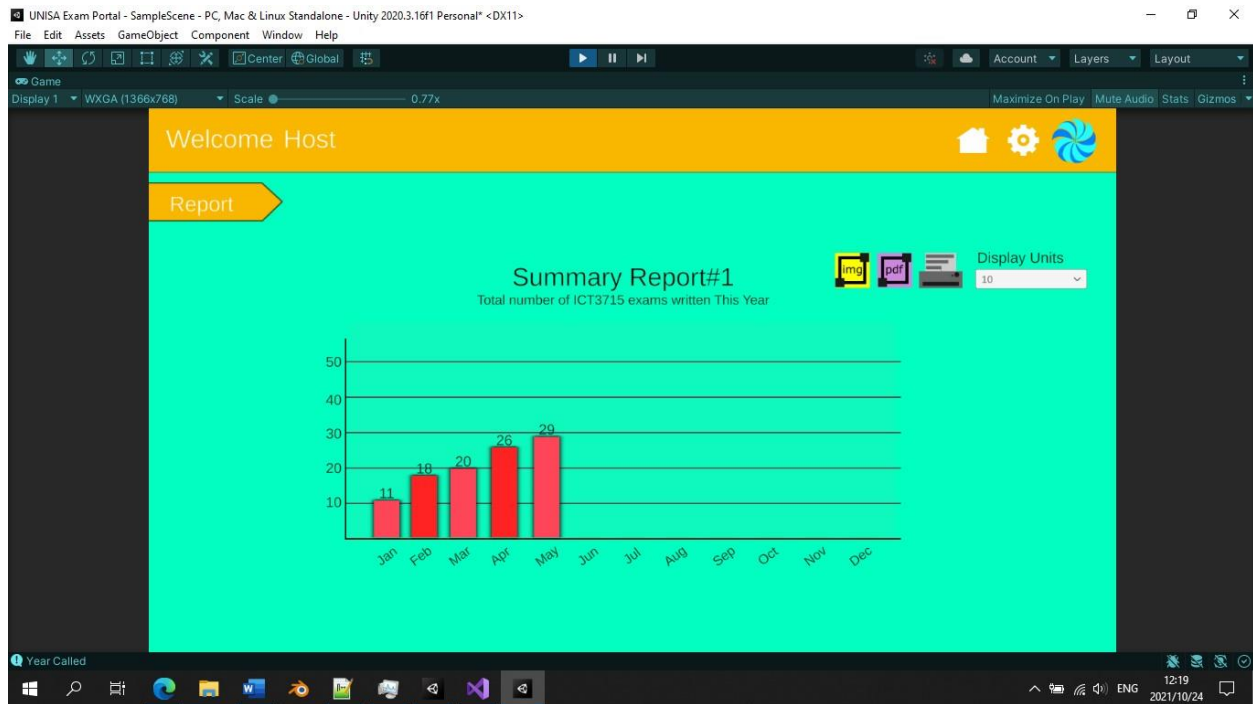 UNISA Exam Portal - SampleScene - PC, Mac & Linux Standalone - Unity 2020.3.16f1 Personal* <DX11>
File Edit Assets GameObject Component Window Help
Center Global Account Layers Layout
Game
Display 1 WXGA (1366x768) Scale 0.77x Maximize On Play Mute Audio Stats Gizmos
Welcome Host
Report
img pdf
Display Units
10
Summary Report#1
Total number of ICT3715 exams written This Year
50
40
30
20
10
11 18 20 26 29
Jan Feb Mar Apr May Jun Jul Aug Sep Oct Nov Dec
Year Called
ENG
12:19
2021/10/24